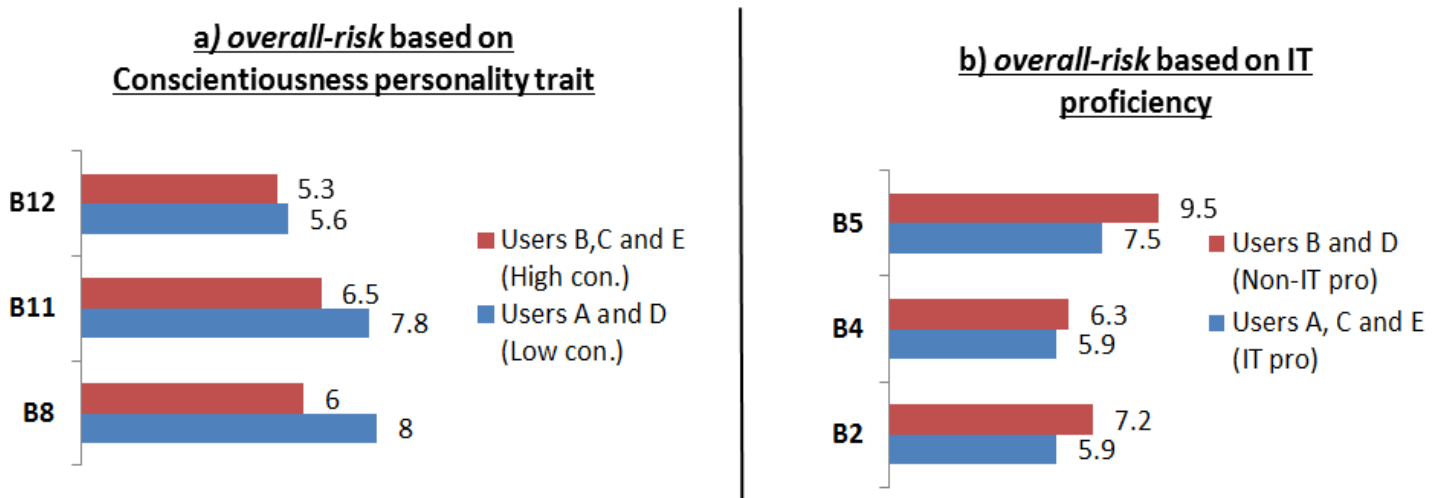 a) overall-risk based on
Conscientiousness personality trait
B12
5.3
5.6
B11
6.5
7.8
B8
6
8
Users B,C and E
(High con.)
Users A and D
(Low con.)
b) overall-risk based on IT
proficiency
B5
9.5
7.5
B4
6.3
5.9
B2
7.2
5.9
Users B and D
(Non-IT pro)
Users A, C and E
(IT pro)